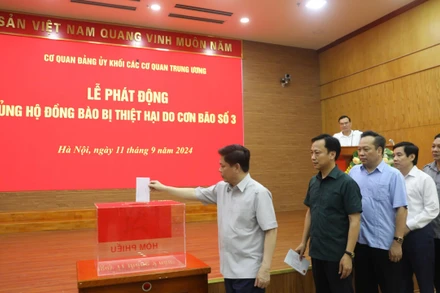 SẢN VIỆT NAM QUANG VINH MUÔN NĂM
CƠ QUAN ĐẢNG ỦY KHỐI CÁC CƠ QUAN TRUNG ƯƠNG
LỄ PHÁT ĐỘNG
ỦNG HỘ ĐỒNG BÀO BỊ THIỆT HẠI DO CƠN BÃO SỐ 3
Hà Nội, ngày 11 tháng 9 năm 2024
HÒM PHIẾU